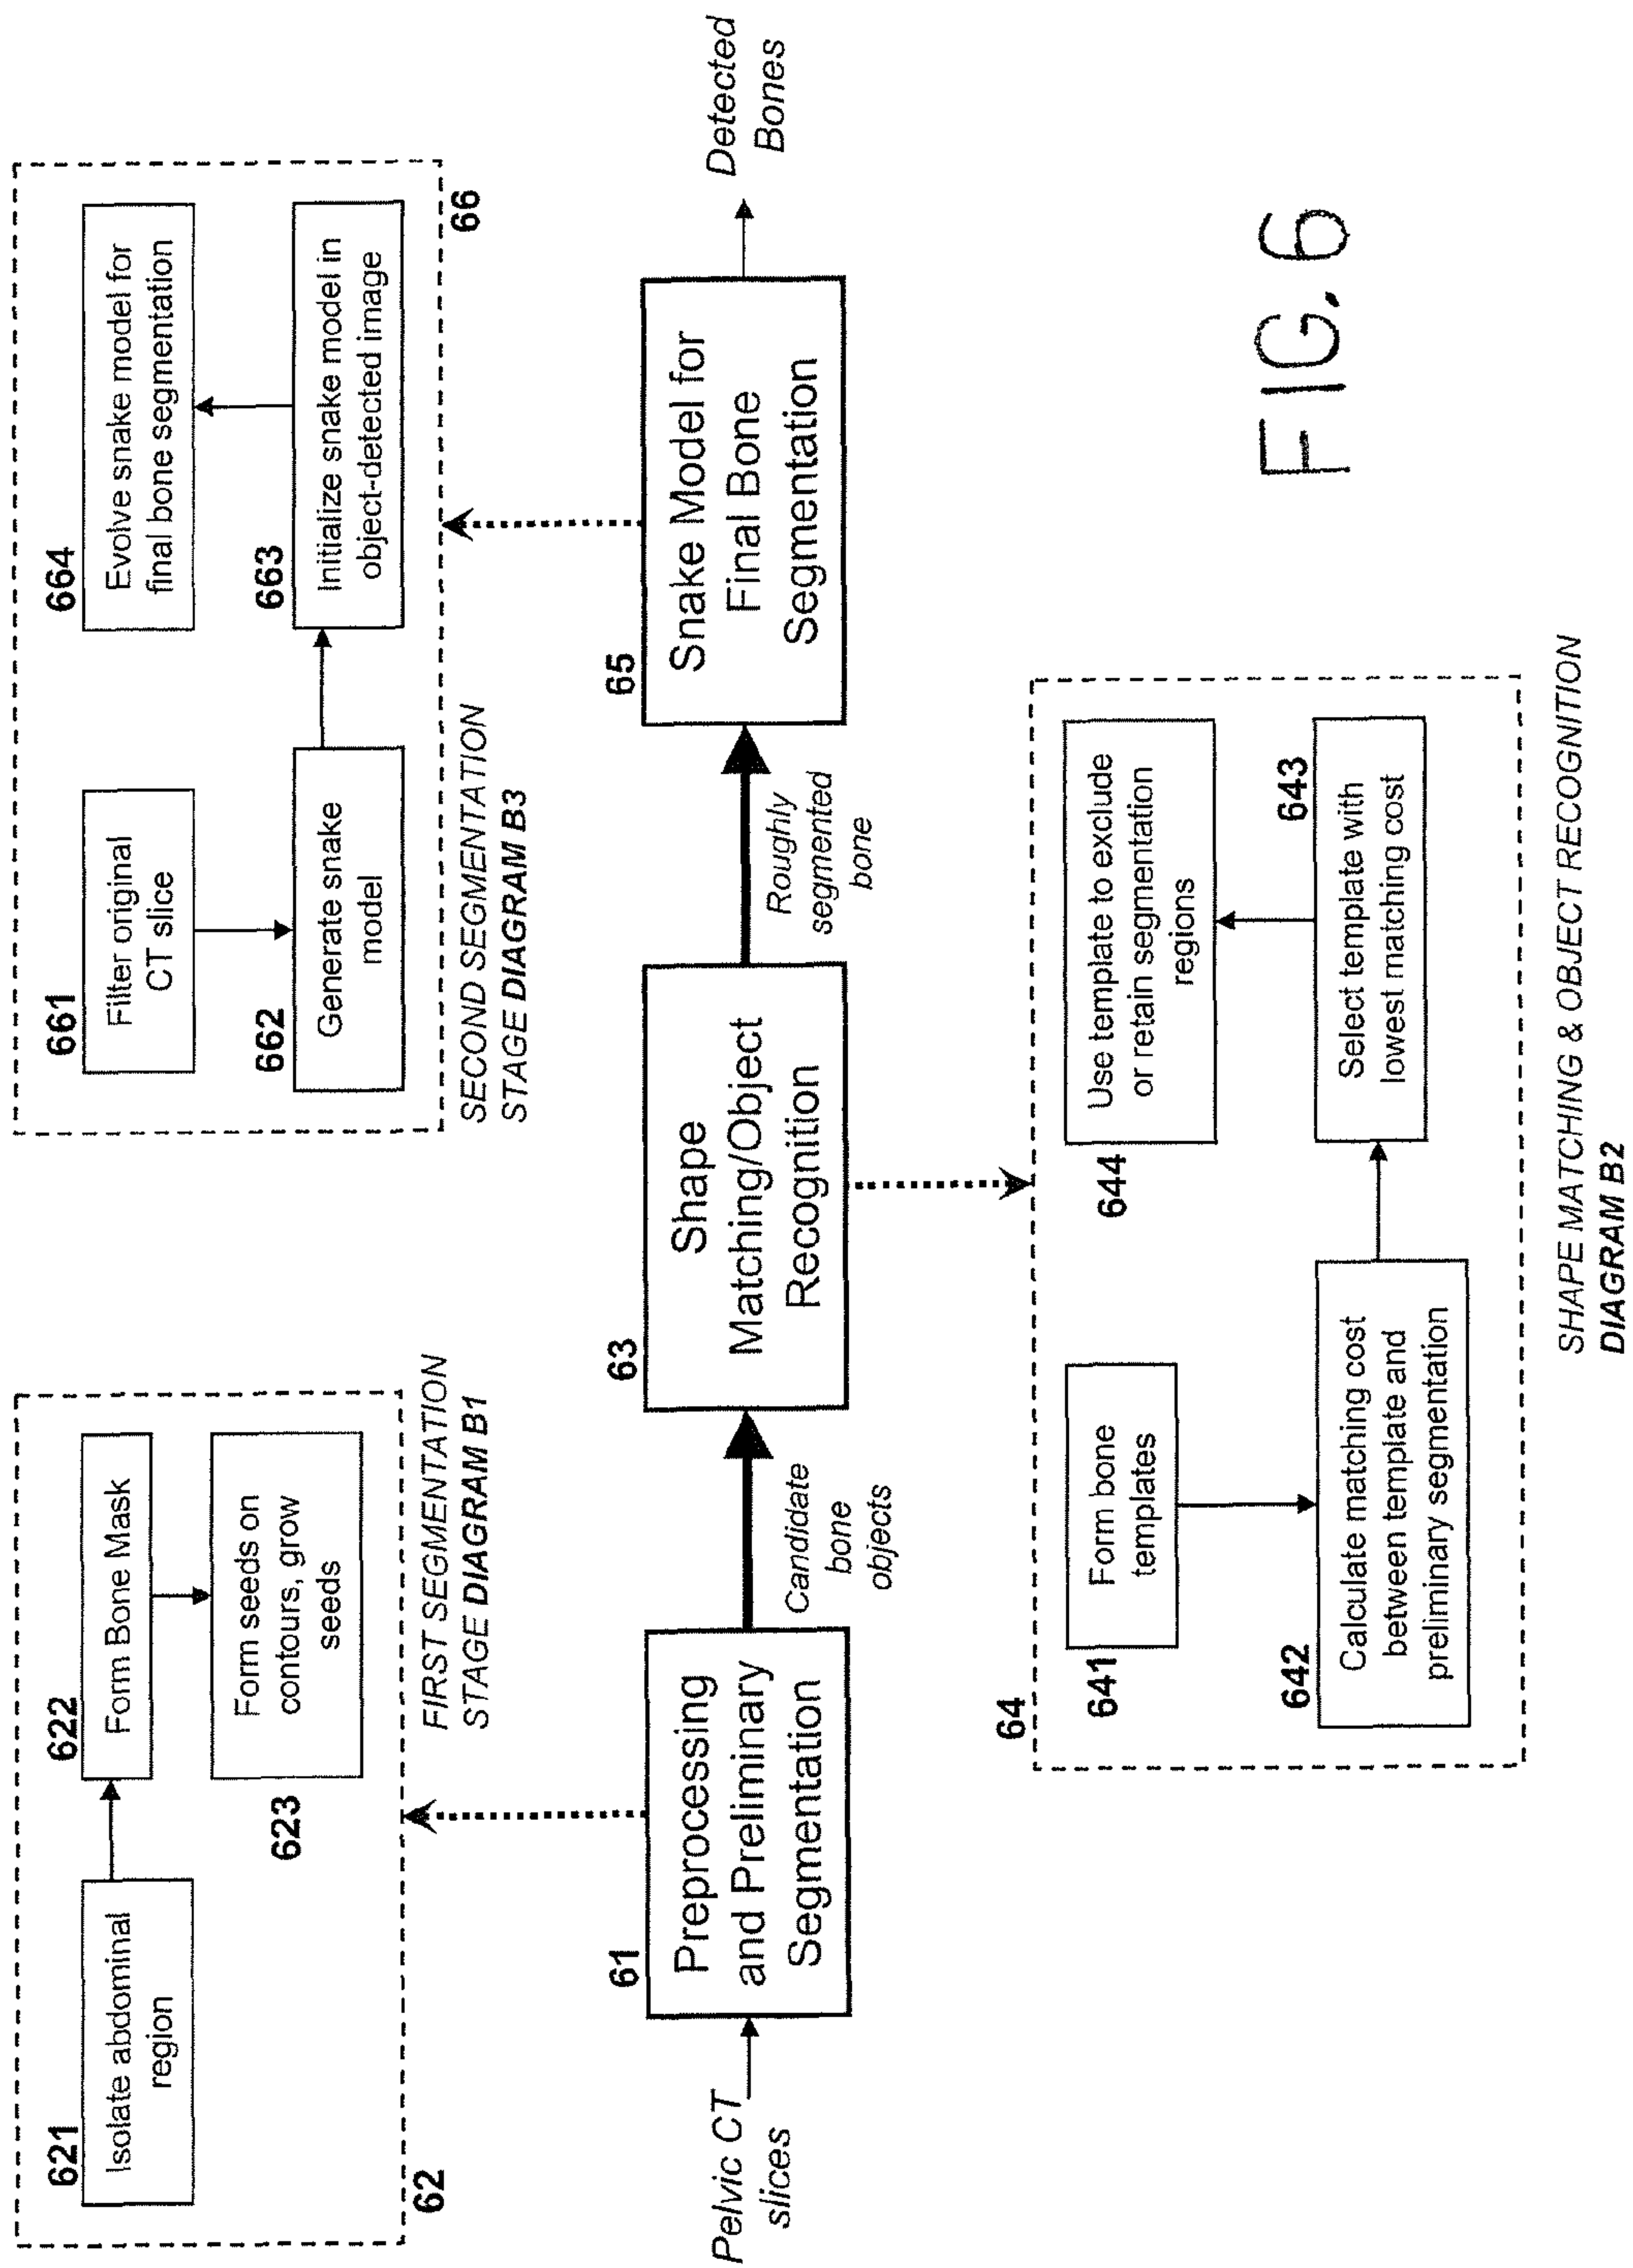 621
Isolate abdominal
region
622
Form Bone Mask
623
Form seeds on
contours, grow
seeds
62
FIRST SEGMENTATION
STAGE DIAGRAM B1
661
Filter original
CT slice
662
Generate snake
model
663
Initialize snake model in
object-detected image
664
Evolve snake model for
final bone segmentation
66
SECOND SEGMENTATION
STAGE DIAGRAM B3
Pelvic CT
slices
61
Preprocessing
and Preliminary
Segmentation
Candidate
bone
objects
63
Shape
Matching/Object
Recognition
Roughly
segmented
bone
65
Snake Model for
Final Bone
Segmentation
Detected
Bones
64
641
Form bone
templates
642
Calculate matching cost
between template and
preliminary segmentation
643
Select template with
lowest matching cost
644
Use template to exclude
or retain segmentation
regions
SHAPE MATCHING & OBJECT RECOGNITION
DIAGRAM B2
FIG. 6